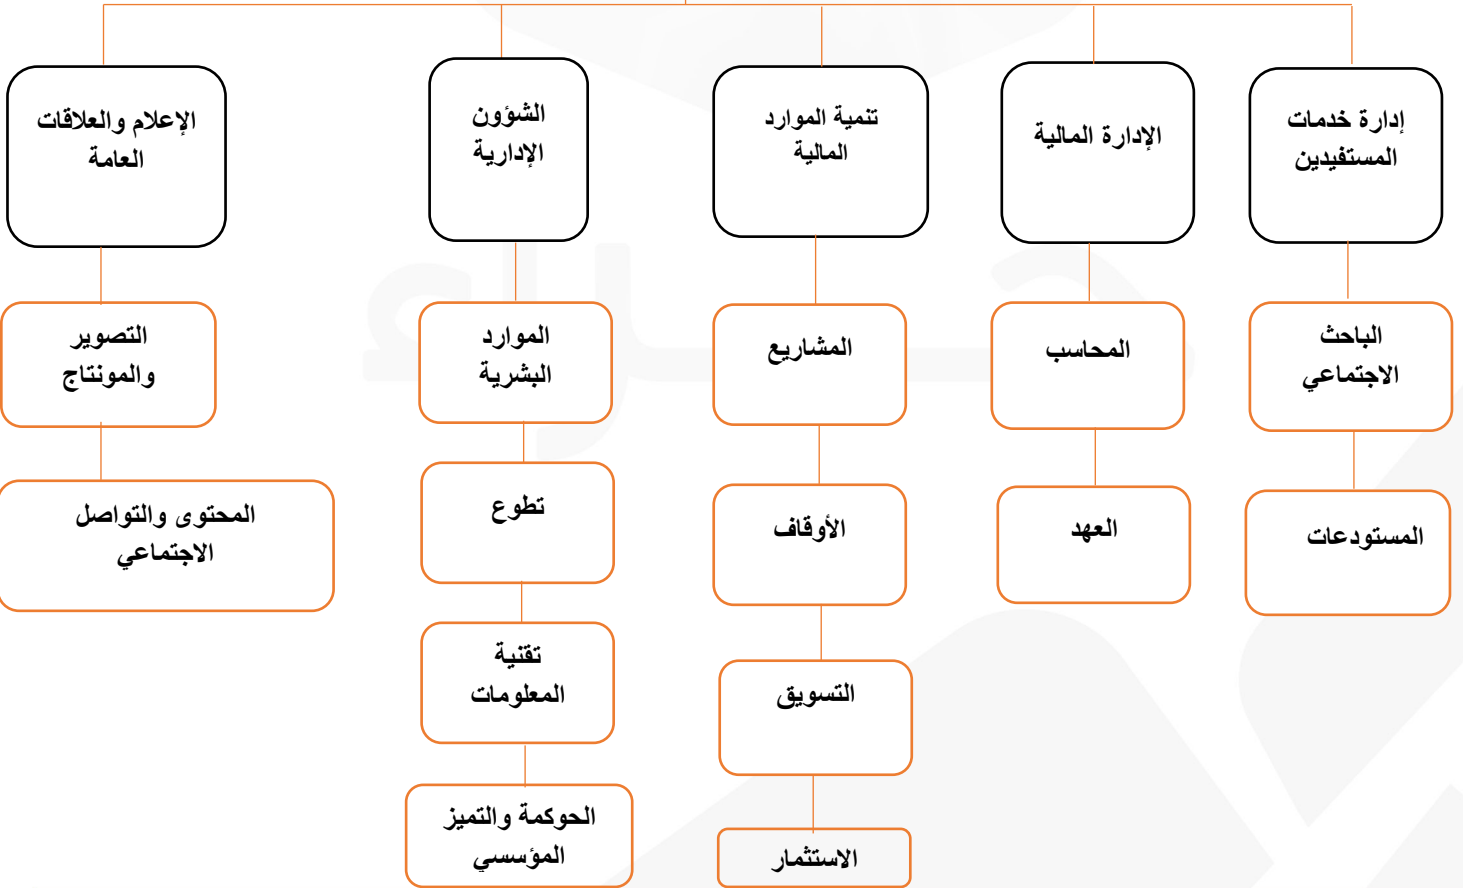 إدارة خدمات
المستفيدين
الإدارة المالية
تنمية الموارد
المالية
الشؤون
الإدارية
الإعلام والعلاقات
العامة
الباحث
الاجتماعي
المحاسب
المشاريع
الموارد
البشرية
التصوير
والمونتاج
المستودعات
العهد
الأوقاف
تطوع
المحتوى والتواصل
الاجتماعي
التسويق
تقنية
المعلومات
الاستثمار
الحوكمة والتميز
المؤسسي